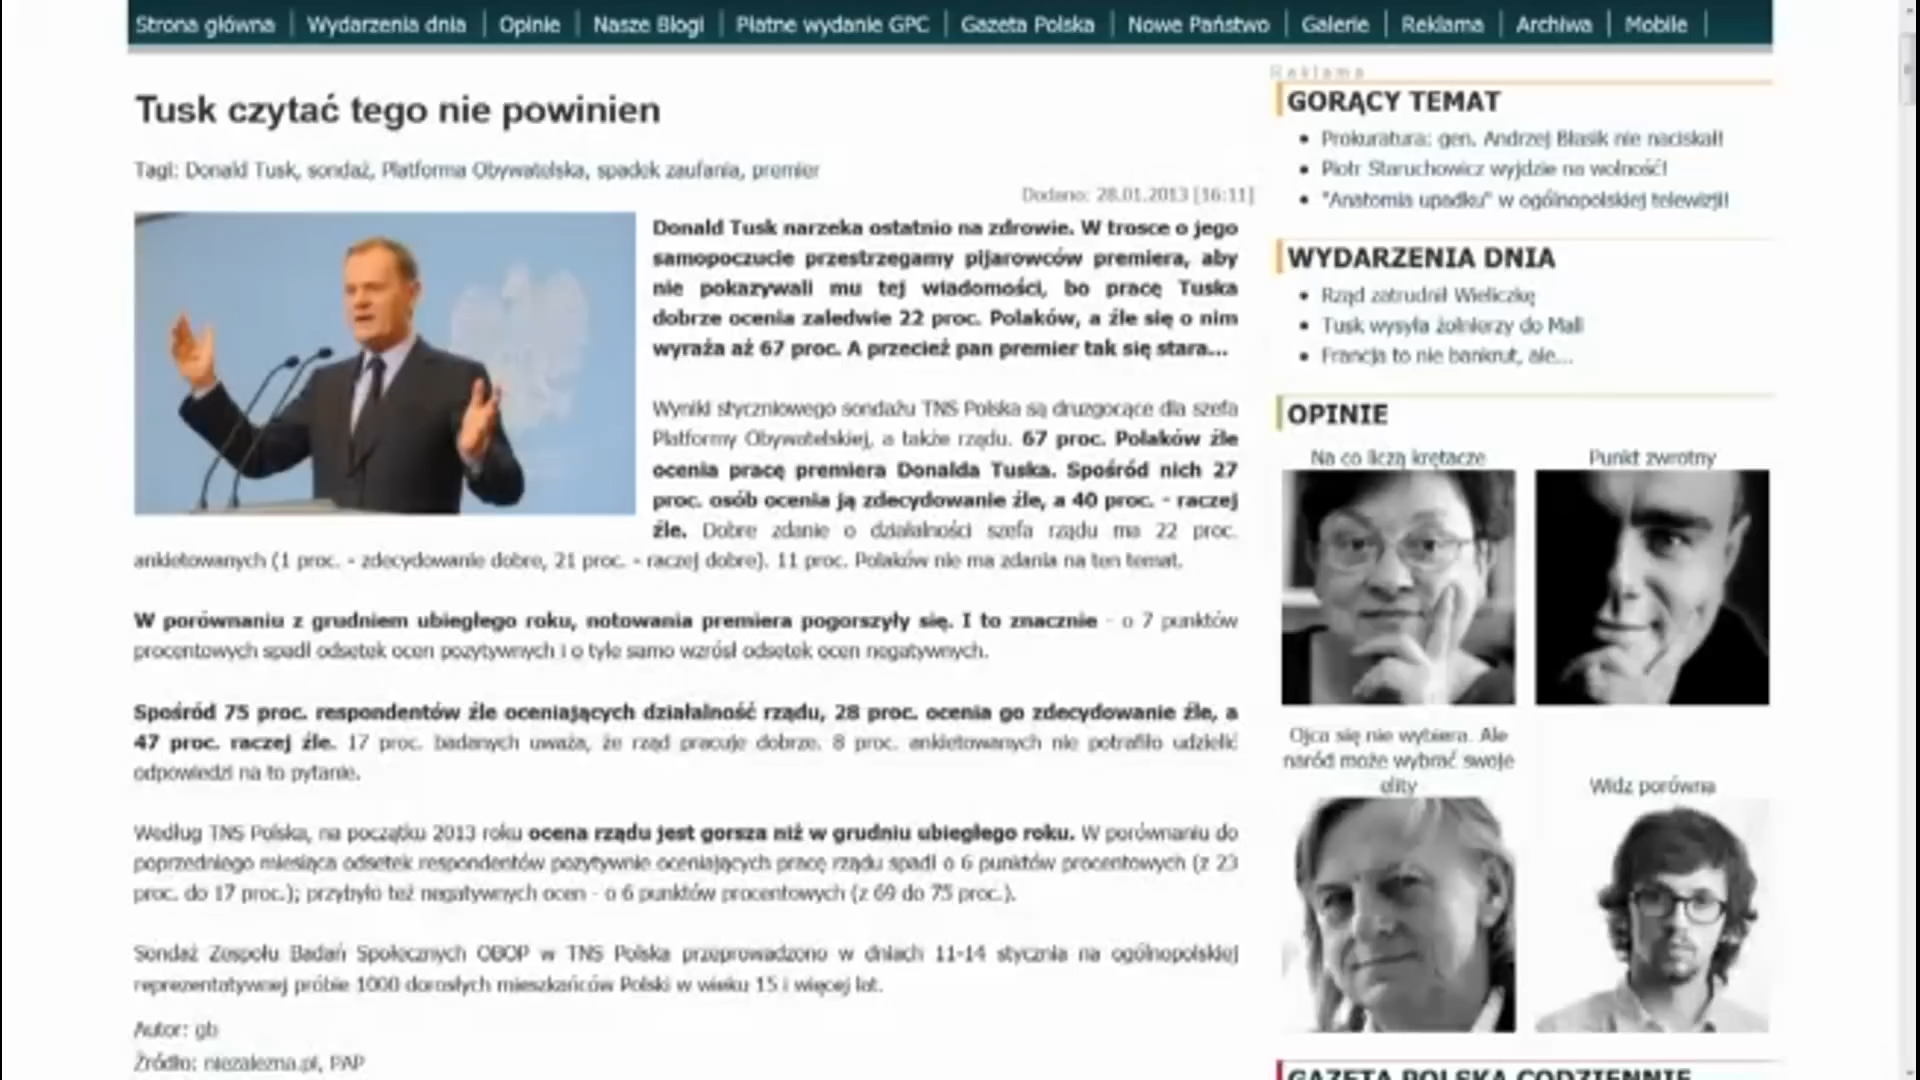 Strona główna | Wydarzenia dnia | Opinie | Nasze Blogi | Płatne wydanie GPC | Gazeta Polska | Nowe Państwo | Galerie | Reklama | Archiwa | Mobile |
Tusk czytać tego nie powinien
Tagi: Donald Tusk, sondaż, Platforma Obywatelska, spadek zaufania, premier
Dodano: 28.01.2013 [16:11]
Donald Tusk narzeka ostatnio na zdrowie. W trosce o jego
samopoczucie przestrzegamy pijarowców premiera, aby
nie pokazywali mu tej wiadomości, bo pracę Tuska
dobrze ocenia zaledwie 22 proc. Polaków, a źle się o nim
wyraża aż 67 proc. A przecież pan premier tak się stara...
Wyniki styczniowego sondażu TNS Polska są druzgocące dla szefa
Platformy Obywatelskiej, a także rządu. 67 proc. Polaków źle
ocenia pracę premiera Donalda Tuska. Spośród nich 27
proc. osób ocenia ją zdecydowanie źle, a 40 proc. - raczej
źle. Dobre zdanie o działalności szefa rządu ma 22 proc.
ankietowanych (1 proc. - zdecydowanie dobre, 21 proc. - raczej dobre). 11 proc. Polaków nie ma zdania na ten temat.
W porównaniu z grudniem ubiegłego roku, notowania premiera pogorszyły się. I to znacznie - o 7 punktów
procentowych spadł odsetek ocen pozytywnych i o tyle samo wzrósł odsetek ocen negatywnych.
Spośród 75 proc. respondentów źle oceniających działalność rządu, 28 proc. ocenia go zdecydowanie źle, a
47 proc. raczej źle. 17 proc. badanych uważa, że rząd pracuje dobrze. 8 proc. ankietowanych nie potrafiło udzielić
odpowiedzi na to pytanie.
Według TNS Polska, na początku 2013 roku ocena rządu jest gorsza niż w grudniu ubiegłego roku. W porównaniu do
poprzedniego miesiąca odsetek respondentów pozytywnie oceniających pracę rządu spadł o 6 punktów procentowych (z 23
proc. do 17 proc.); przybyło też negatywnych ocen - o 6 punktów procentowych (z 69 do 75 proc.).
Sondaż Zespołu Badań Społecznych OBOP w TNS Polska przeprowadzono w dniach 11-14 stycznia na ogólnopolskiej
reprezentatywnej próbie 1000 dorosłych mieszkańców Polski w wieku 15 i więcej lat.
Autor: gb
Źródło: niezalezna.pl, PAP
Reklama
GORĄCY TEMAT
• Prokuratura: gen. Andrzej Błasik nie naciskał!
• Piotr Staruchowicz wyjdzie na wolność!
• "Anatomia upadku" w ogólnopolskiej telewizji!
WYDARZENIA DNIA
• Rząd zatrudnił Wieliczkę
• Tusk wysyła żołnierzy do Mali
• Francja to nie bankrut, ale...
OPINIE
Na co liczą krętacze
Punkt zwrotny
Ojca się nie wybiera. Ale
naród może wybrać swoje
elity
Widz porówna
GAZETA POLSKA CODZIENNIE